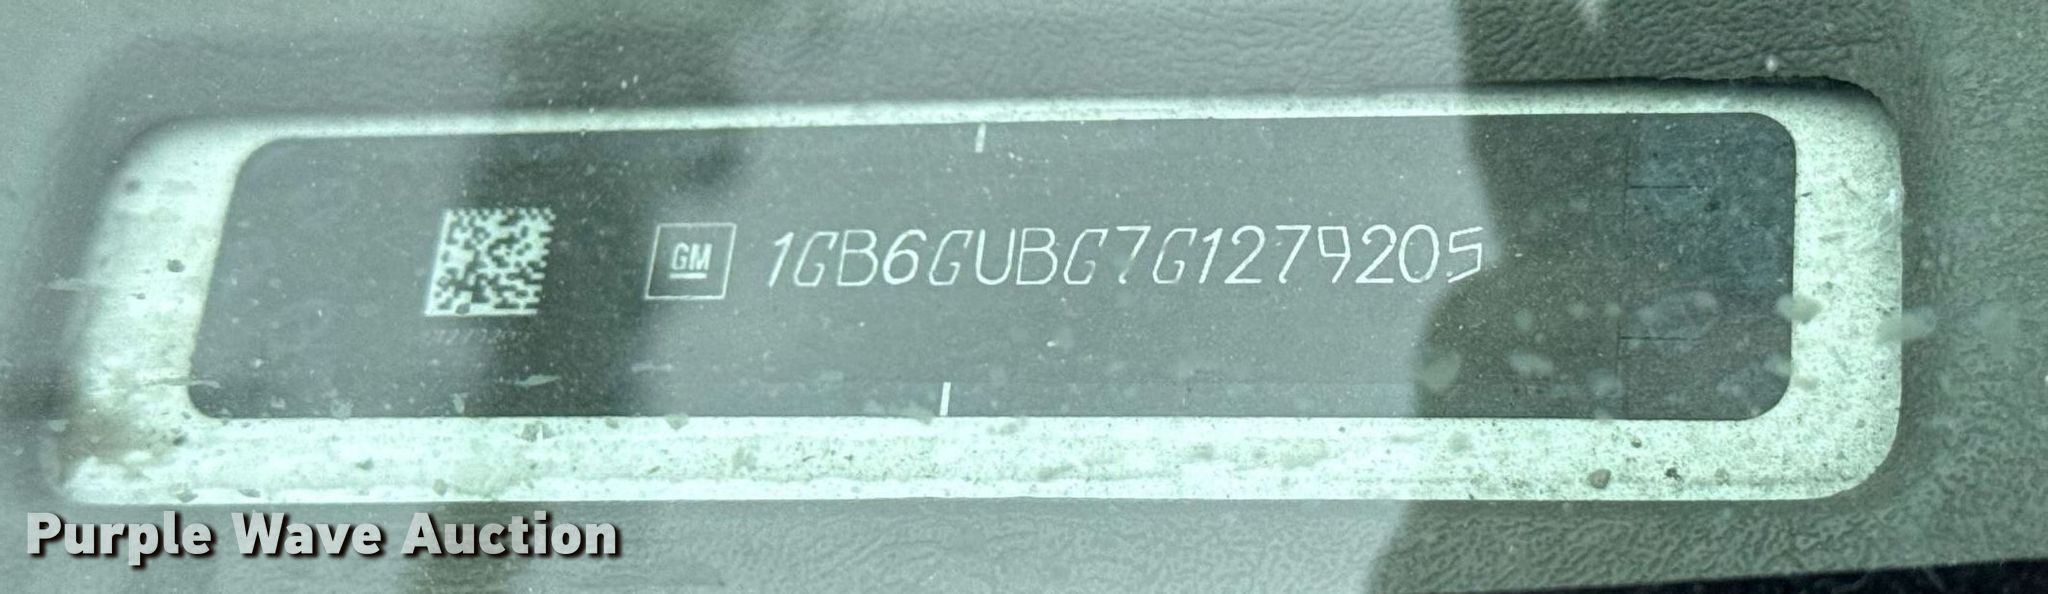 GM 1GB6GUBG7G1279205
Purple Wave Auction